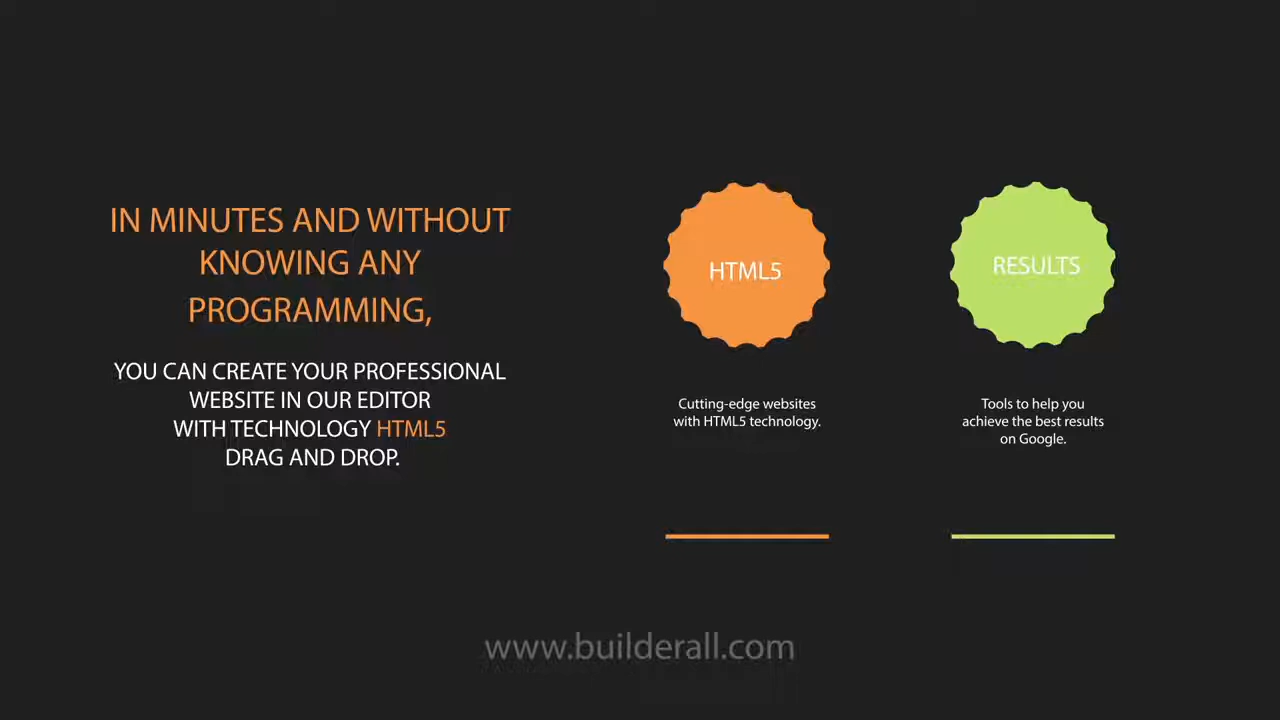 IN MINUTES AND WITHOUT
KNOWING ANY
PROGRAMMING,
YOU CAN CREATE YOUR PROFESSIONAL
WEBSITE IN OUR EDITOR
WITH TECHNOLOGY HTML5
DRAG AND DROP.
HTML5
Cutting-edge websites
with HTML5 technology.
RESULTS
Tools to help you
achieve the best results
on Google.
www.builderall.com